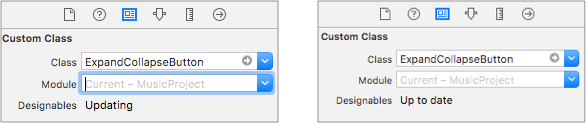 Custom Class
Class ExpandCollapseButton
Module Current – MusicProject
Designables Updating
Custom Class
Class ExpandCollapseButton
Module Current – MusicProject
Designables Up to date